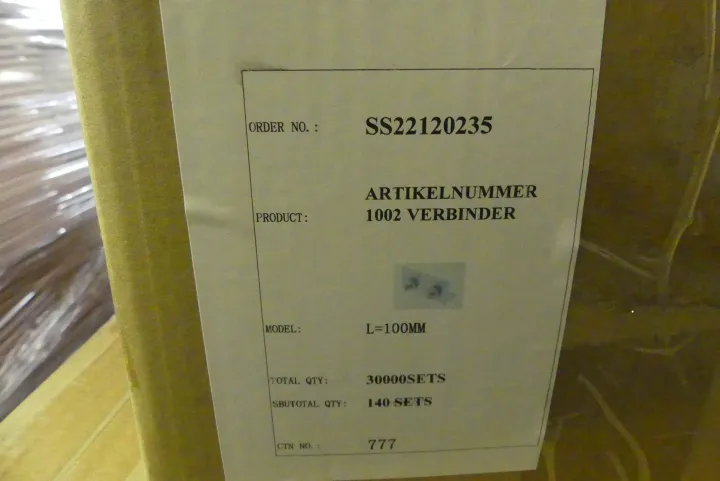 ORDER NO.: SS22120235
ARTIKELNUMMER
PRODUCT: 1002 VERBINDER
MODEL: L=100MM
TOTAL QTY: 30000SETS
SBUTOTAL QTY: 140 SETS
CTN NO.: 777